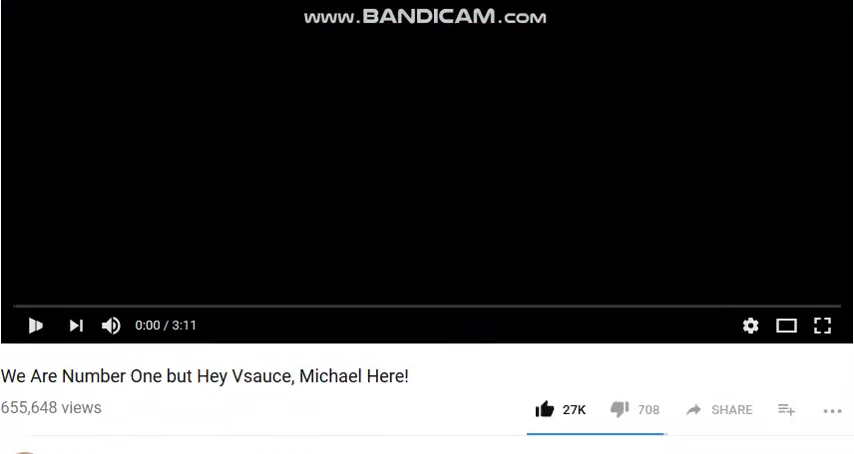 www.BANDICAM.com
0:00 / 3:11
We Are Number One but Hey Vsauce, Michael Here!
655,648 views
27K
708
SHARE